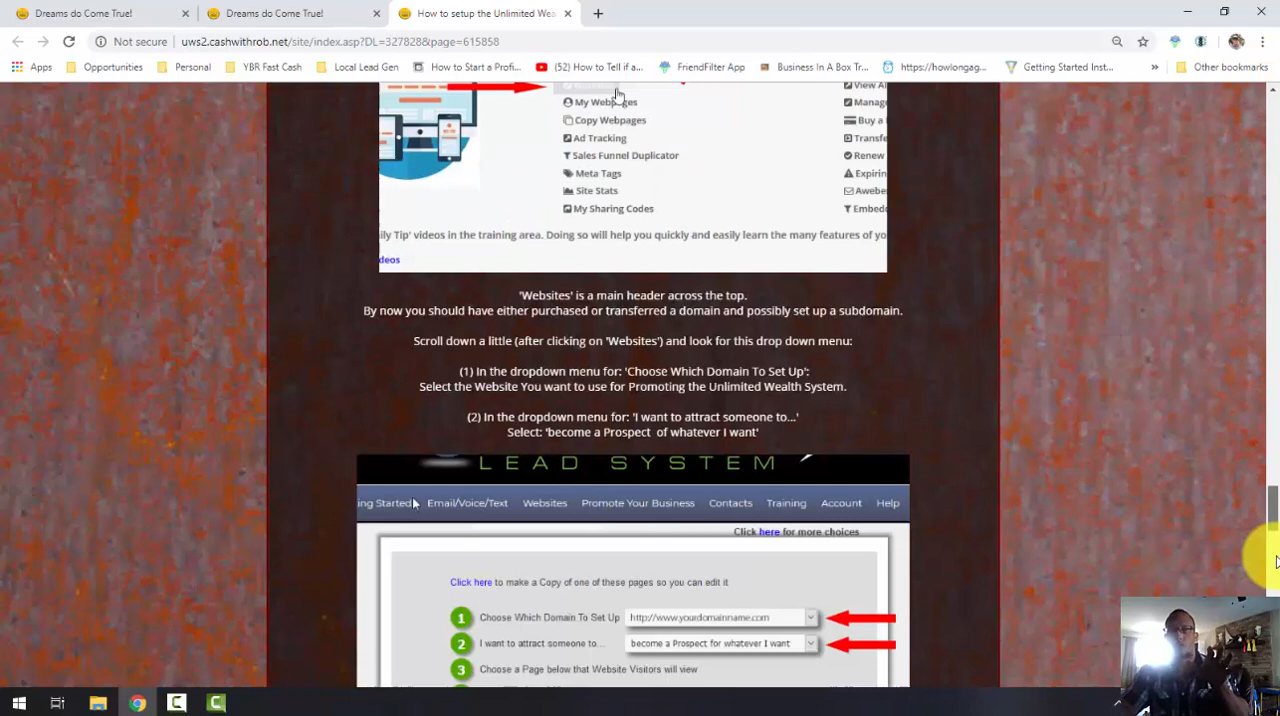 Dreams do Come True!
Dreams do Come True!
How to setup the Unlimited Wea
Not secure
uws2.cashwithrob.net/site/index.asp?DL=327828&page=615858
Apps
Opportunities
Personal
YBR Fast Cash
Local Lead Gen
How to Start a Profi...
(52) How to Tell if a...
FriendFilter App
Business In A Box Tr...
https://howlongag...
Getting Started Inst...
»
Other bookmarks
My Webpages
Copy Webpages
Ad Tracking
Sales Funnel Duplicator
Meta Tags
Site Stats
My Sharing Codes
View Al
Manag
Buy a
Transfe
Renew
Expirin
Aweber
Embedd
ily Tip' videos in the training area. Doing so will help you quickly and easily learn the many features of yo
deos
'Websites' is a main header across the top.
By now you should have either purchased or transferred a domain and possibly set up a subdomain.
Scroll down a little (after clicking on 'Websites') and look for this drop down menu:
(1) In the dropdown menu for: 'Choose Which Domain To Set Up':
Select the Website You want to use for Promoting the Unlimited Wealth System.
(2) In the dropdown menu for: 'I want to attract someone to...'
Select: 'become a Prospect of whatever I want'
LEAD SYSTEM
ing Started
Email/Voice/Text
Websites
Promote Your Business
Contacts
Training
Account
Help
Click here for more choices
Click here to make a Copy of one of these pages so you can edit it
1 Choose Which Domain To Set Up http://www.yourdomainname.com
2 I want to attract someone to... become a Prospect for whatever I want
3 Choose a Page below that Website Visitors will view